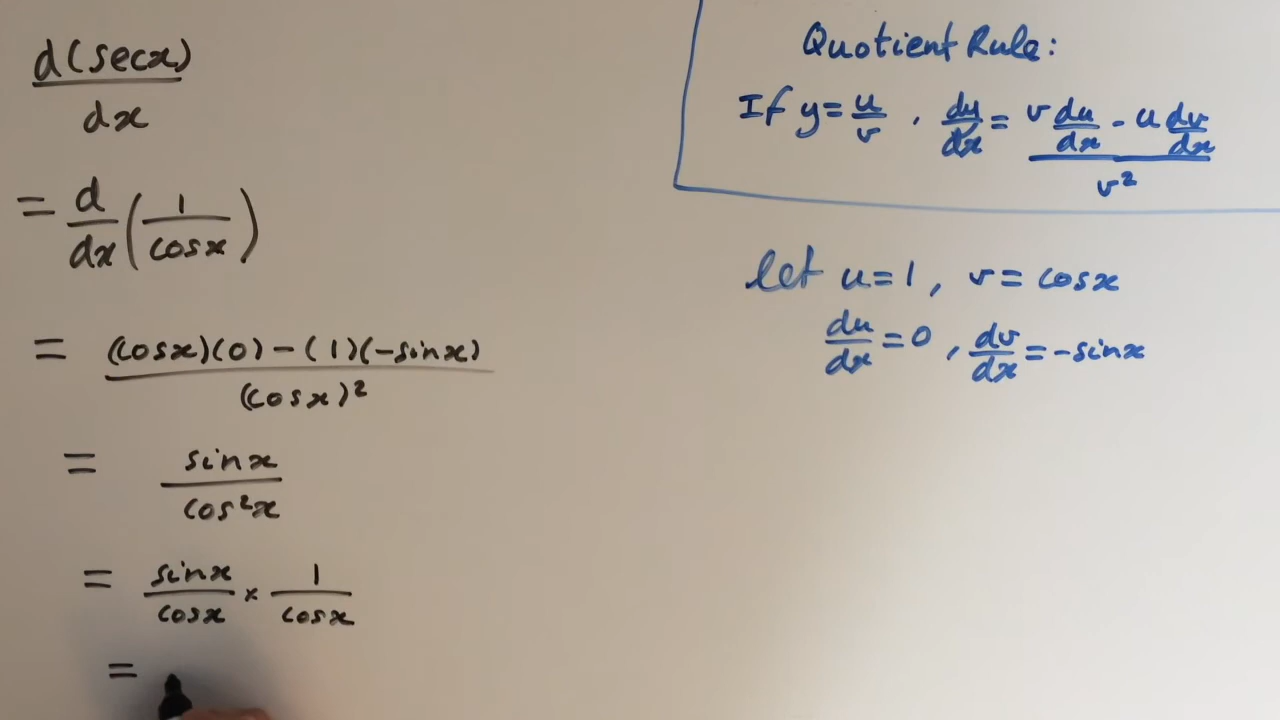 d(secx)/dx
= d/dx (1/cosx)
= (cosx)(0) - (1)(-sinx) / (cosx)²
= sinx / cos²x
= sinx/cosx × 1/cosx
=
Quotient Rule:
If y = u/v , dy/dx = (v du/dx - u dv/dx) / v²
let u = 1, v = cosx
du/dx = 0, dv/dx = -sinx